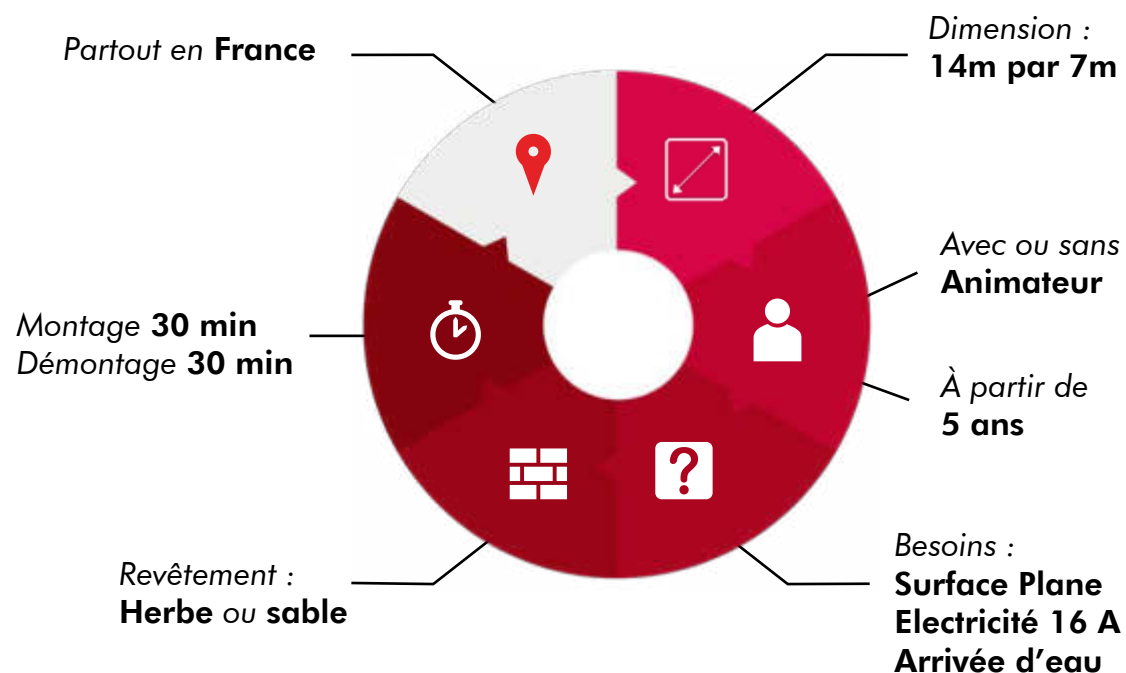 Partout en France
Dimension :
14m par 7m
Avec ou sans
Animateur
À partir de
5 ans
Besoins :
Surface Plane
Electricité 16 A
Arrivée d’eau
Revêtement :
Herbe ou sable
Montage 30 min
Démontage 30 min